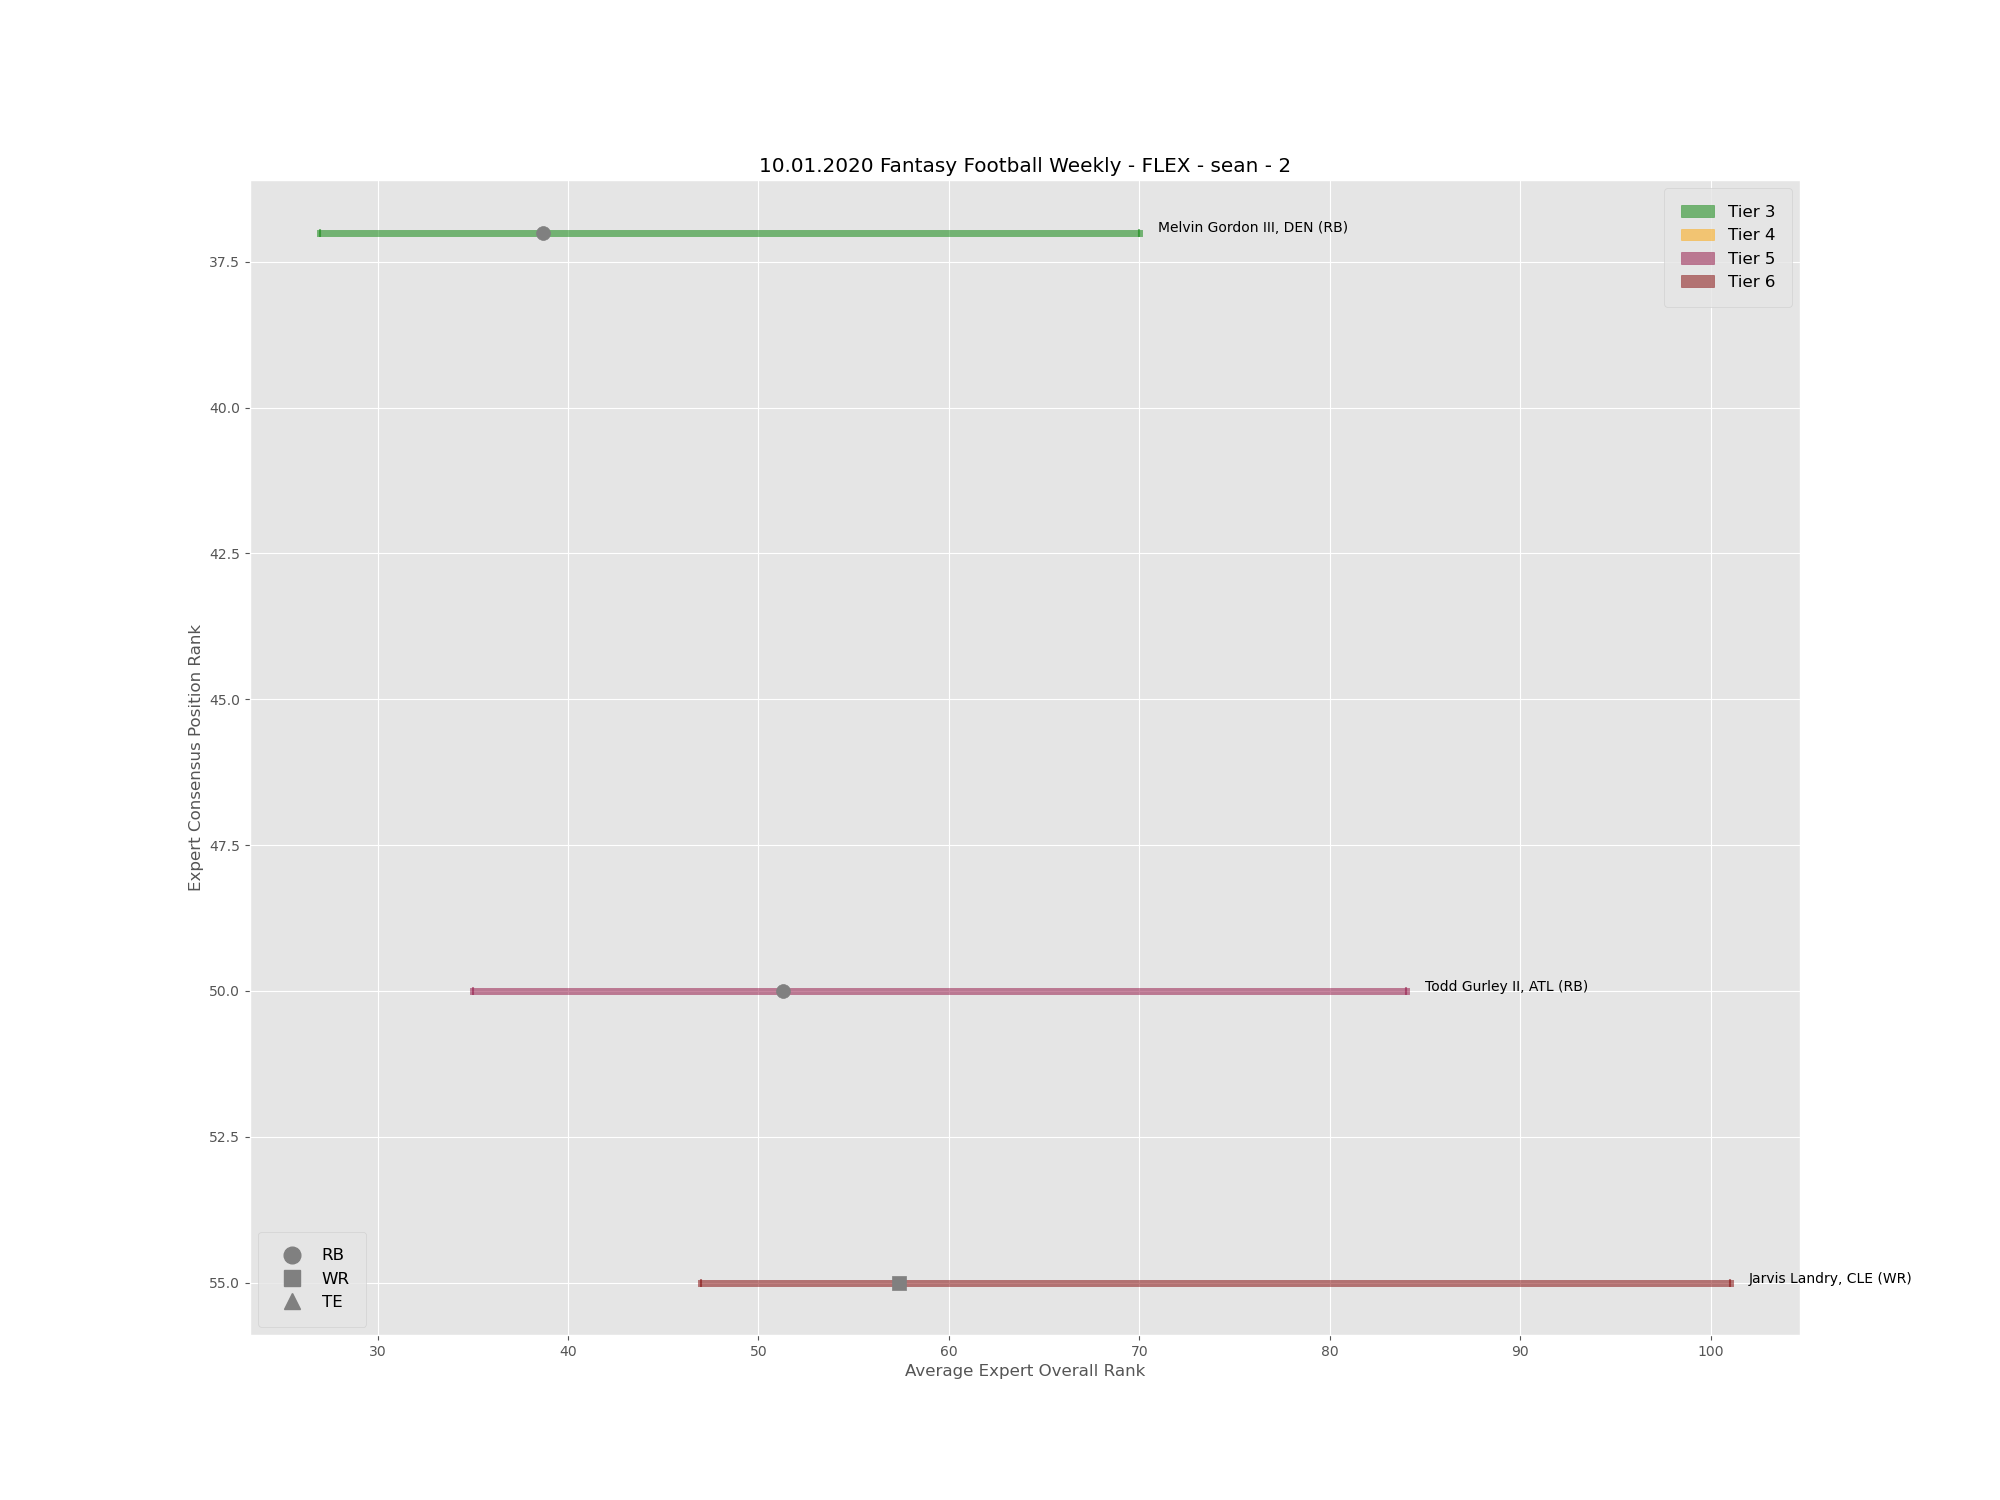 10.01.2020 Fantasy Football Weekly - FLEX - sean - 2
Tier 3
Tier 4
Tier 5
Tier 6
Melvin Gordon III, DEN (RB)
Todd Gurley II, ATL (RB)
Jarvis Landry, CLE (WR)
37.5
40.0
42.5
45.0
47.5
50.0
52.5
55.0
Expert Consensus Position Rank
RB
WR
TE
30 40 50 60 70 80 90 100
Average Expert Overall Rank